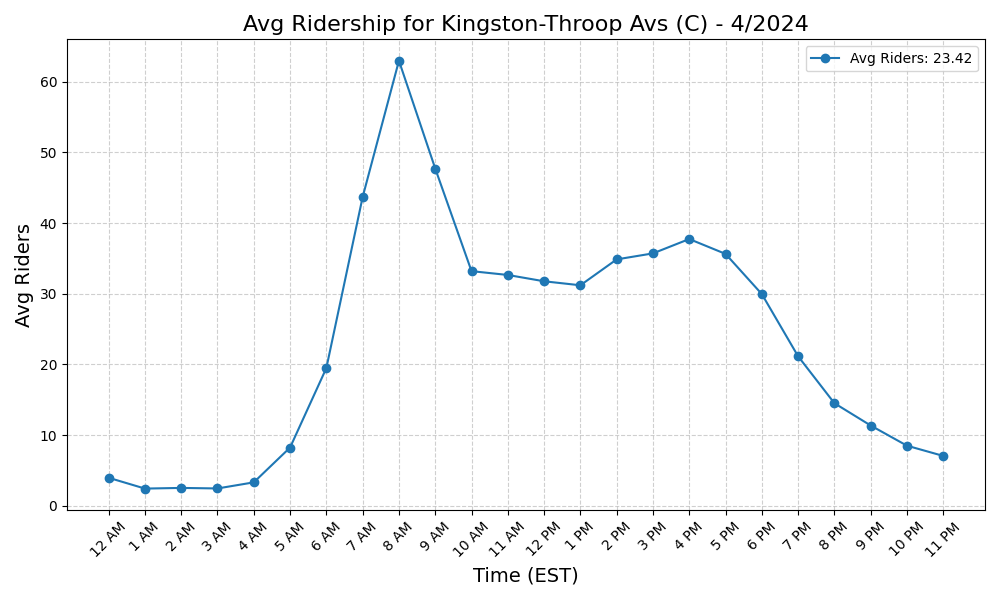 Avg Ridership for Kingston-Throop Avs (C) - 4/2024
Avg Riders: 23.42
Avg Riders
60
50
40
30
20
10
0
12 AM
1 AM
2 AM
3 AM
4 AM
5 AM
6 AM
7 AM
8 AM
9 AM
10 AM
11 AM
12 PM
1 PM
2 PM
3 PM
4 PM
5 PM
6 PM
7 PM
8 PM
9 PM
10 PM
11 PM
Time (EST)